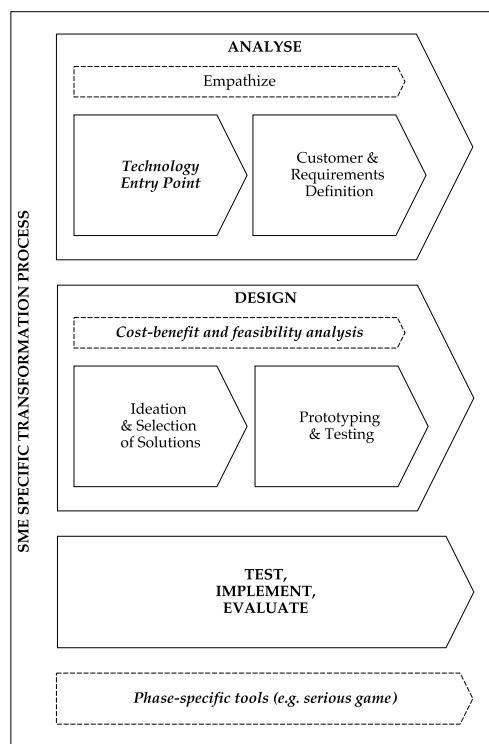 SME SPECIFIC TRANSFORMATION PROCESS
ANALYSE
Empathize
Technology
Entry Point
Customer &
Requirements
Definition
DESIGN
Cost-benefit and feasibility analysis
Ideation
& Selection
of Solutions
Prototyping
& Testing
TEST,
IMPLEMENT,
EVALUATE
Phase-specific tools (e.g. serious game)